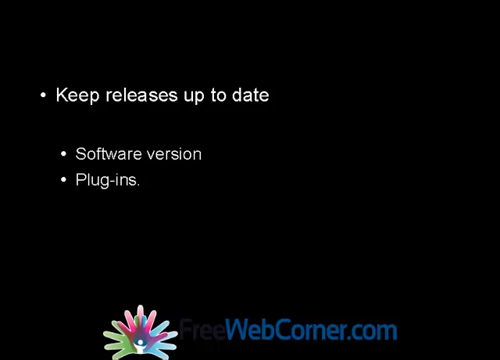 • Keep releases up to date
• Software version
• Plug-ins.
FreeWebCorner.com